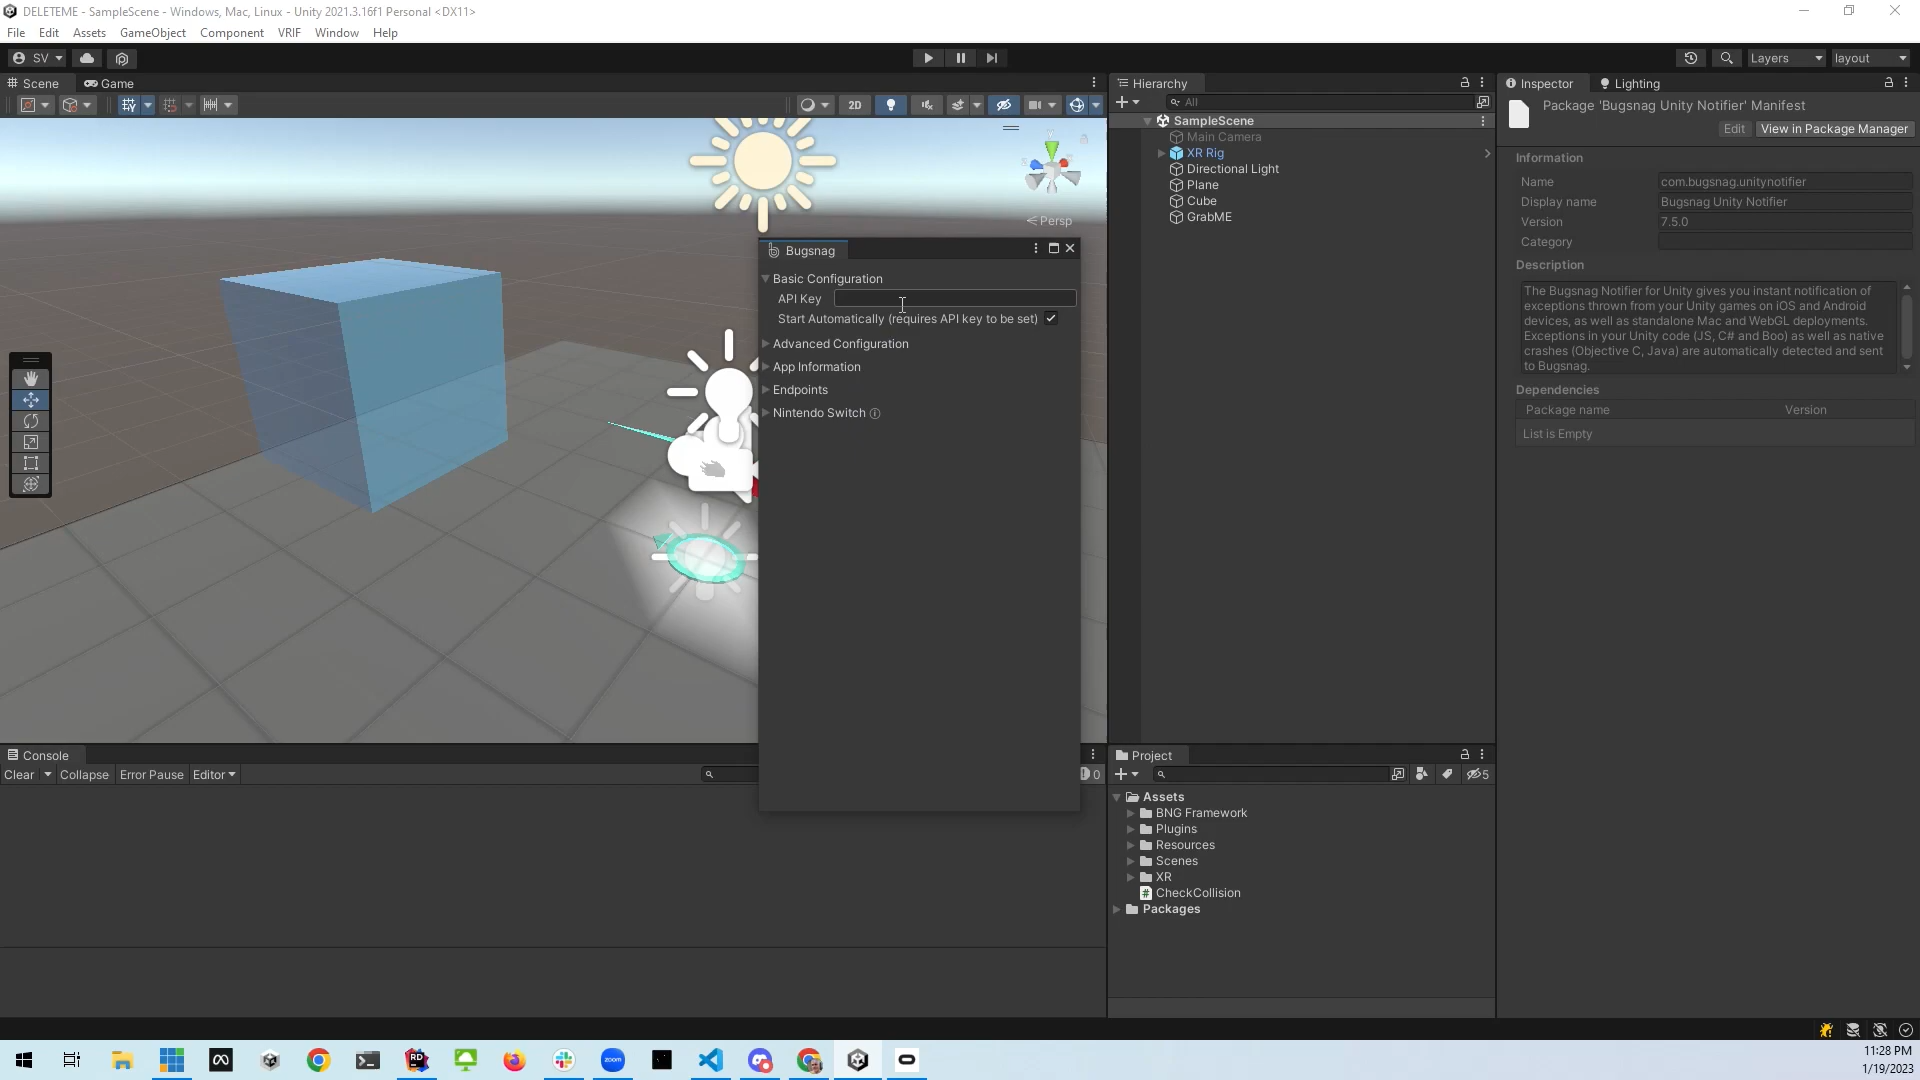 DELETEME - SampleScene - Windows, Mac, Linux - Unity 2021.3.16f1 Personal <DX11>
File Edit Assets GameObject Component VRIF Window Help
SV Layers layout
Scene Game
2D
Persp
Hierarchy
All
SampleScene
Main Camera
XR Rig
Directional Light
Plane
Cube
GrabME
Inspector Lighting
Package 'Bugsnag Unity Notifier' Manifest
Edit View in Package Manager
Information
Name com.bugsnag.unitynotifier
Display name Bugsnag Unity Notifier
Version 7.5.0
Category
Description
The Bugsnag Notifier for Unity gives you instant notification of
exceptions thrown from your Unity games on iOS and Android
devices, as well as standalone Mac and WebGL deployments.
Exceptions in your Unity code (JS, C# and Boo) as well as native
crashes (Objective C, Java) are automatically detected and sent
to Bugsnag.
Dependencies
Package name Version
List is Empty
Bugsnag
Basic Configuration
API Key
Start Automatically (requires API key to be set)
Advanced Configuration
App Information
Endpoints
Nintendo Switch
Console
Clear Collapse Error Pause Editor 0
Project
5
Assets
BNG Framework
Plugins
Resources
Scenes
XR
# CheckCollision
Packages
RD
zoom
11:28 PM
1/19/2023